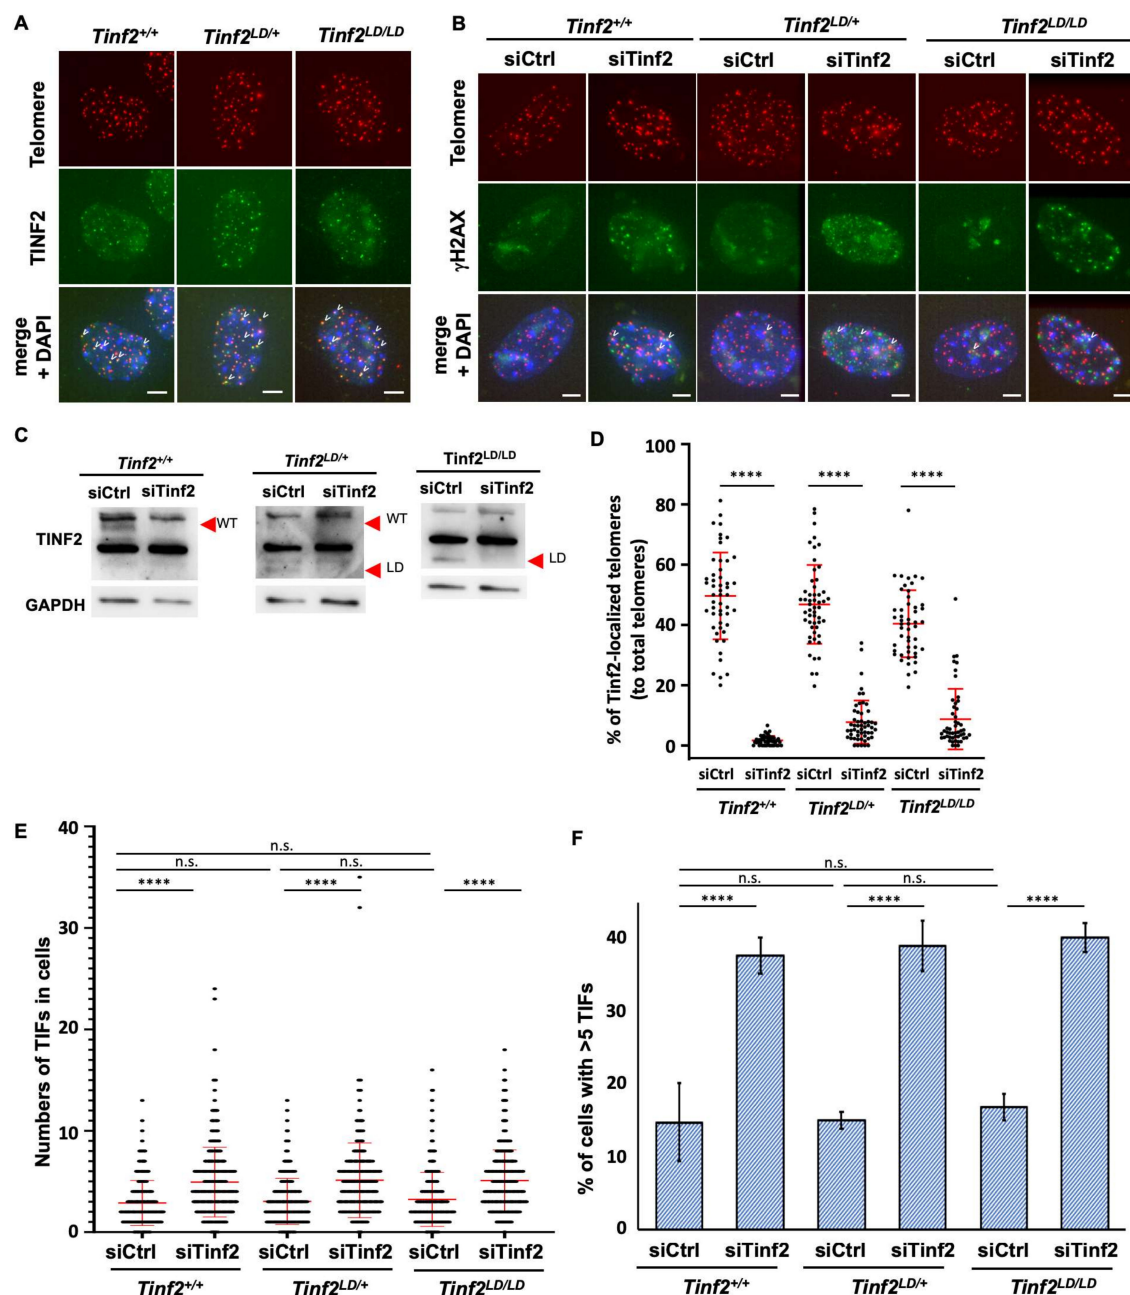 A
Tinf2+/+ Tinf2LD/+ Tinf2LD/LD
Telomere
TINF2
merge
+ DAPI
B
Tinf2+/+ Tinf2LD/+ Tinf2LD/LD
siCtrl siTinf2 siCtrl siTinf2 siCtrl siTinf2
Telomere
γH2AX
merge
+ DAPI
C
Tinf2+/+ Tinf2LD/+ Tinf2LD/LD
siCtrl siTinf2 siCtrl siTinf2 siCtrl siTinf2
TINF2
WT
WT
LD
LD
GAPDH
D
% of Tinf2-localized telomeres
(to total telomeres)
100
80
60
40
20
0
**** **** ****
siCtrl siTinf2 siCtrl siTinf2 siCtrl siTinf2
Tinf2+/+ Tinf2LD/+ Tinf2LD/LD
E
Numbers of TIFs in cells
40
30
20
10
0
n.s.
n.s. n.s.
**** **** ****
siCtrl siTinf2 siCtrl siTinf2 siCtrl siTinf2
Tinf2+/+ Tinf2LD/+ Tinf2LD/LD
F
% of cells with >5 TIFs
40
30
20
10
0
n.s.
n.s. n.s.
**** **** ****
siCtrl siTinf2 siCtrl siTinf2 siCtrl siTinf2
Tinf2+/+ Tinf2LD/+ Tinf2LD/LD